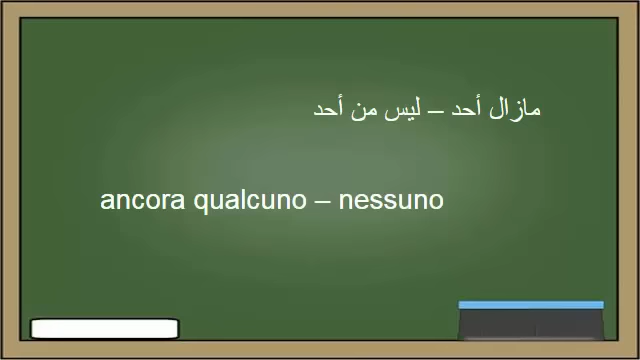 مازال أحد – ليس من أحد
ancora qualcuno – nessuno